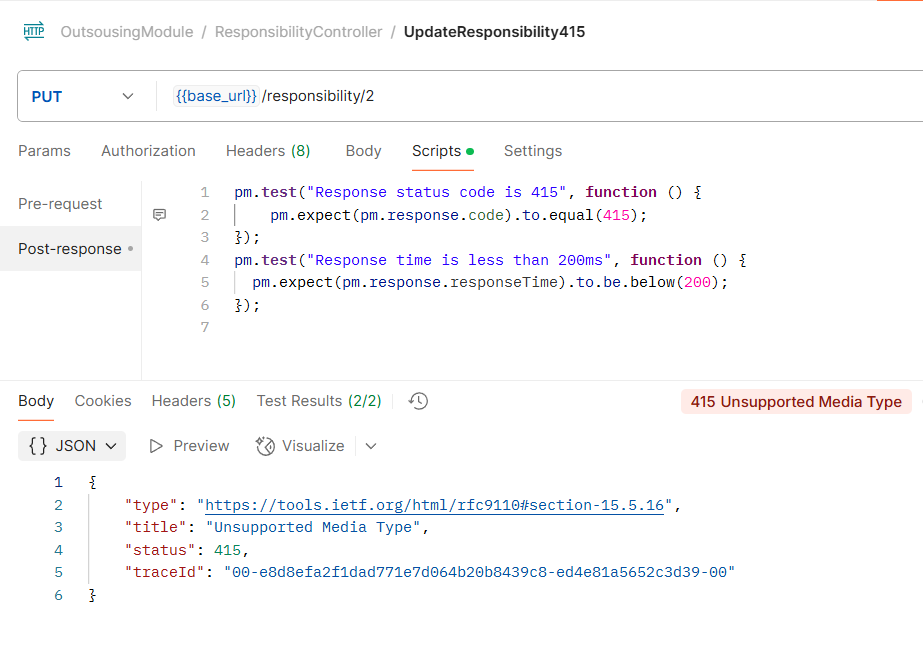 HTTP OutsousingModule / ResponsibilityController / UpdateResponsibility415
PUT {{base_url}} /responsibility/2
Params Authorization Headers (8) Body Scripts Settings
Pre-request
Post-response
1 pm.test("Response status code is 415", function () {
2 pm.expect(pm.response.code).to.equal(415);
3 });
4 pm.test("Response time is less than 200ms", function () {
5 pm.expect(pm.response.responseTime).to.be.below(200);
6 });
7
Body Cookies Headers (5) Test Results (2/2) 415 Unsupported Media Type
{} JSON Preview Visualize
1 {
2 "type": "https://tools.ietf.org/html/rfc9110#section-15.5.16",
3 "title": "Unsupported Media Type",
4 "status": 415,
5 "traceId": "00-e8d8efa2f1dad771e7d064b20b8439c8-ed4e81a5652c3d39-00"
6 }